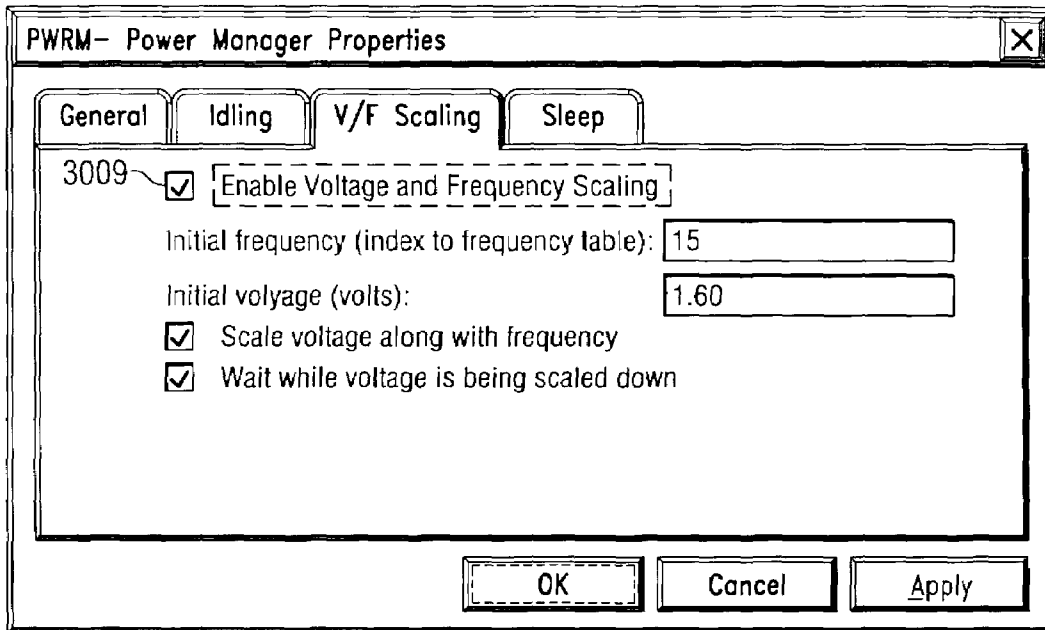 PWRM- Power Manager Properties
General Idling V/F Scaling Sleep
3009 Enable Voltage and Frequency Scaling
Initial frequency (index to frequency table): 15
Initial volyage (volts): 1.60
Scale voltage along with frequency
Wait while voltage is being scaled down
OK Cancel Apply